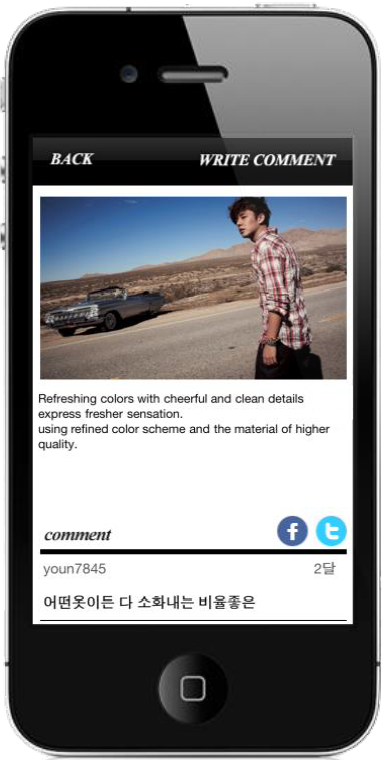 BACK
WRITE COMMENT
Refreshing colors with cheerful and clean details
express fresher sensation.
using refined color scheme and the material of higher
quality.
comment
youn7845
2달
어떤옷이든 다 소화내는 비율좋은